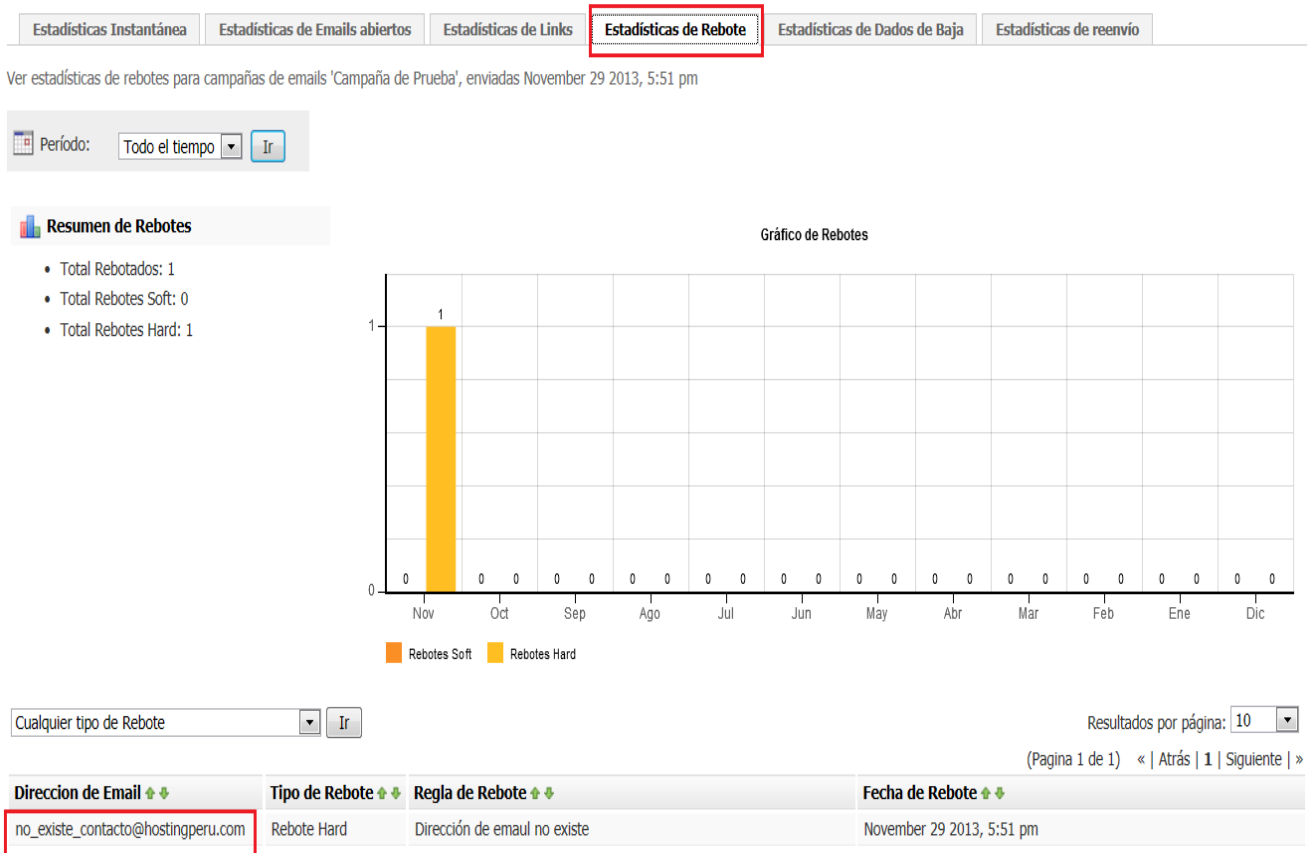 Estadísticas Instantánea Estadísticas de Emails abiertos Estadísticas de Links Estadísticas de Rebote Estadísticas de Dados de Baja Estadísticas de reenvío
Ver estadísticas de rebotes para campañas de emails 'Campaña de Prueba', enviadas November 29 2013, 5:51 pm
Período: Todo el tiempo Ir
Resumen de Rebotes
• Total Rebotados: 1
• Total Rebotes Soft: 0
• Total Rebotes Hard: 1
Gráfico de Rebotes
1
1
0
0 0 0 0 0 0 0 0 0 0 0 0 0 0 0 0 0 0 0 0 0 0 0
Nov Oct Sep Ago Jul Jun May Abr Mar Feb Ene Dic
Rebotes Soft Rebotes Hard
Cualquier tipo de Rebote Ir
Resultados por página: 10
(Pagina 1 de 1) « | Atrás | 1 | Siguiente | »
Direccion de Email Tipo de Rebote Regla de Rebote Fecha de Rebote
no_existe_contacto@hostingperu.com Rebote Hard Dirección de emaul no existe November 29 2013, 5:51 pm